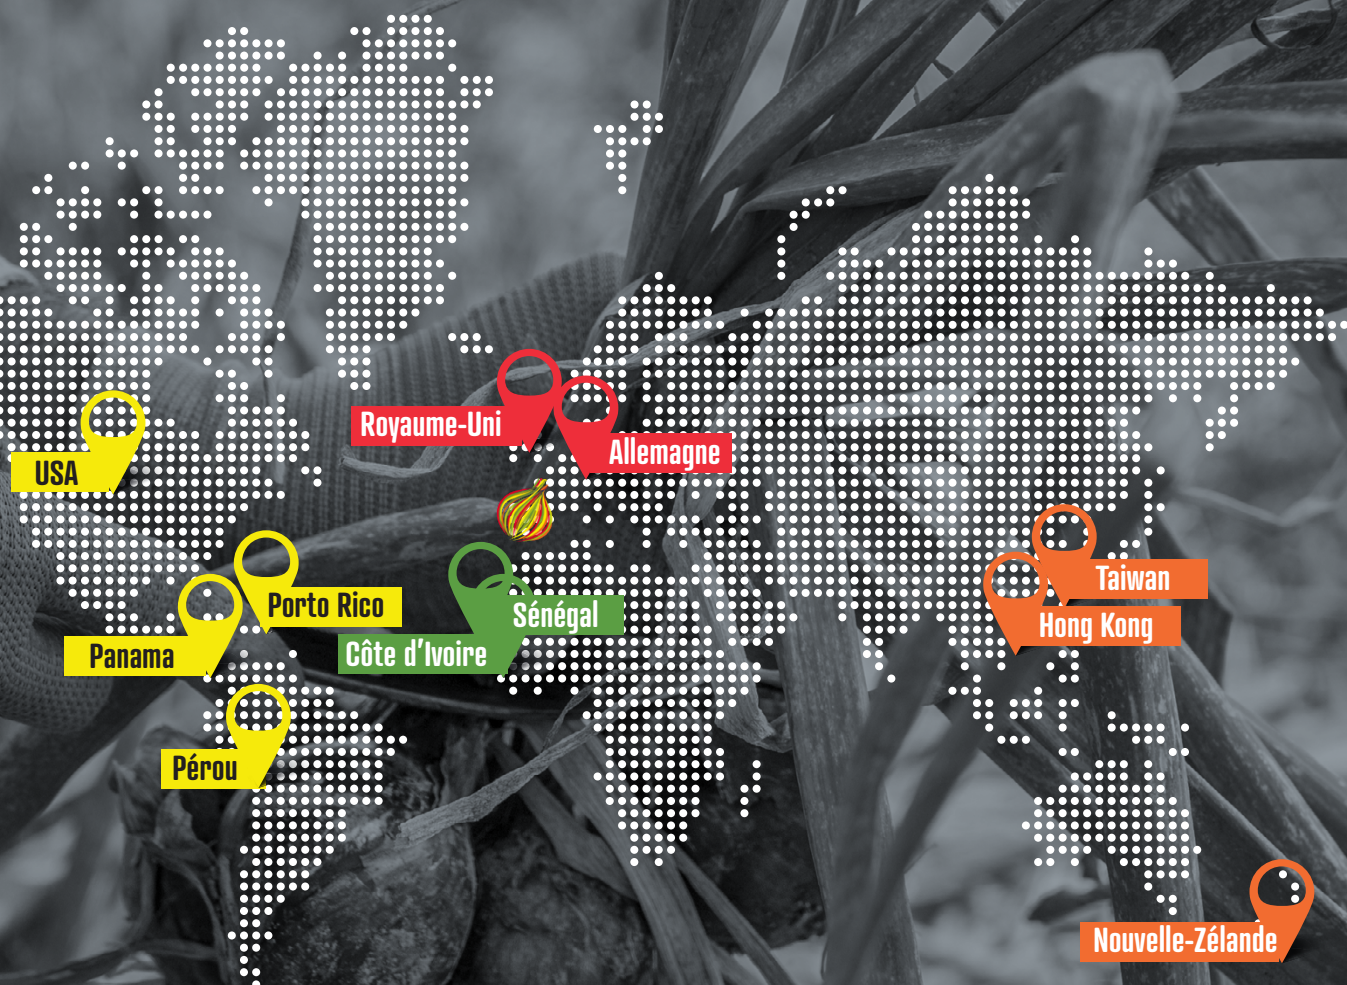 Royaume-Uni
Allemagne
USA
Taiwan
Porto Rico
Sénégal
Hong Kong
Côte d'Ivoire
Panama
Pérou
Nouvelle-Zélande